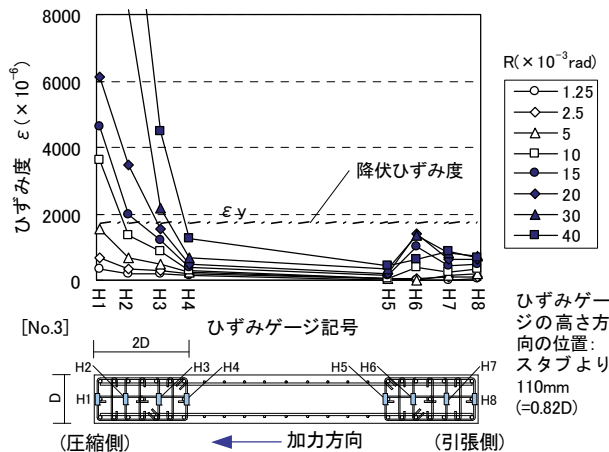 8000
6000
4000
2000
0
ひずみ度 ε(×10⁻⁶)
降伏ひずみ度
εy
H1 H2 H3 H4 H5 H6 H7 H8
R(×10⁻³rad)
1.25
2.5
5
10
15
20
30
40
[No.3]
ひずみゲージ記号
ひずみゲー
ジの高さ方
向の位置:
スタブより
110mm
(=0.82D)
2D
H2 H3 H4 H5 H6 H7
D
H1 H8
(圧縮側) 加力方向 (引張側)